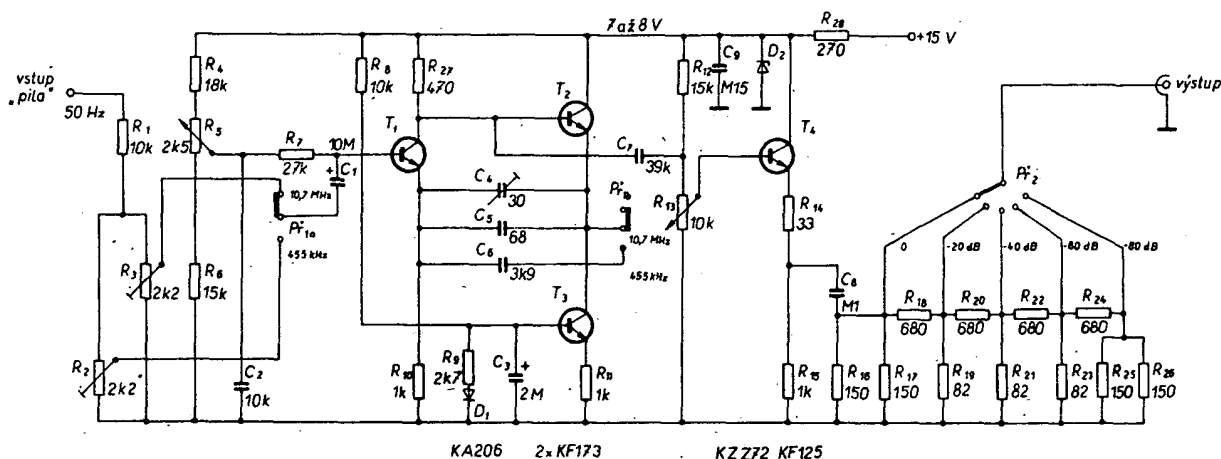 7 až 8 V
R28
270
+15 V
vstup
„pila"
50 Hz
R1
10k
R4
18k
R5
2k5
R8
10k
R27
470
T1
T2
R7
27k
10M
+
C1
10,7 MHz
Př1a
455 kHz
C4
30
C5
68
C6
3k9
C7
39k
Př1b
10,7 MHz
455 kHz
R12
15k
C9
M15
D2
T4
R13
10k
R14
33
výstup
Př2
0
-20 dB
-40 dB
-60 dB
-80 dB
R3
2k2
R6
15k
R2
2k2
C2
10k
T3
R10
1k
R9
2k7
D1
C3
+
2M
R11
1k
C8
M1
R18
680
R20
680
R22
680
R24
680
R15
1k
R16
150
R17
150
R19
82
R21
82
R23
82
R25
150
R26
150
KA206 2x KF173 KZZ72 KF125